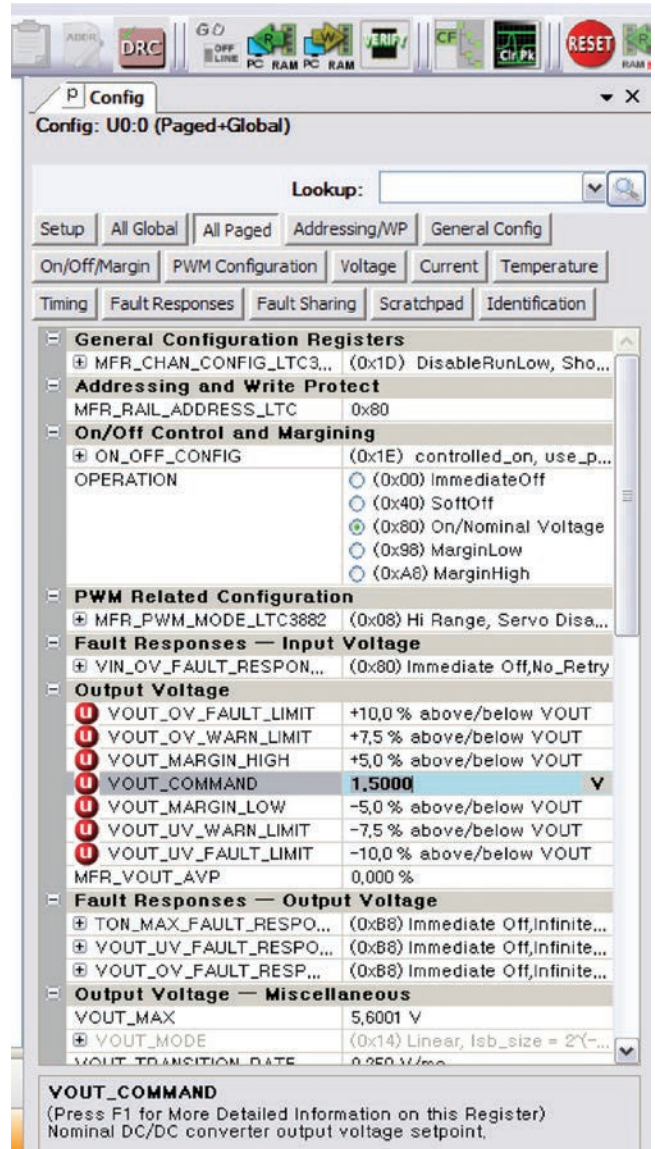 ADDR
DRC
GO
OFF
LINE
PC RAM
PC RAM
VERIFY
CF
Clr Pk
RESET
RAM
P Config
Config: U0:0 (Paged+Global)
Lookup:
Setup All Global All Paged Addressing/WP General Config
On/Off/Margin PWM Configuration Voltage Current Temperature
Timing Fault Responses Fault Sharing Scratchpad Identification
General Configuration Registers
MFR_CHAN_CONFIG_LTC3... (0x1D) DisableRunLow, Sho...
Addressing and Write Protect
MFR_RAIL_ADDRESS_LTC 0x80
On/Off Control and Margining
ON_OFF_CONFIG (0x1E) controlled_on, use_p...
OPERATION (0x00) ImmediateOff
(0x40) SoftOff
(0x80) On/Nominal Voltage
(0x98) MarginLow
(0xA8) MarginHigh
PWM Related Configuration
MFR_PWM_MODE_LTC3882 (0x08) Hi Range, Servo Disa...
Fault Responses — Input Voltage
VIN_OV_FAULT_RESPON... (0x80) Immediate Off,No_Retry
Output Voltage
U VOUT_OV_FAULT_LIMIT +10,0 % above/below VOUT
U VOUT_OV_WARN_LIMIT +7,5 % above/below VOUT
U VOUT_MARGIN_HIGH +5,0 % above/below VOUT
U VOUT_COMMAND 1,5000 V
U VOUT_MARGIN_LOW −5,0 % above/below VOUT
U VOUT_UV_WARN_LIMIT −7,5 % above/below VOUT
U VOUT_UV_FAULT_LIMIT −10,0 % above/below VOUT
MFR_VOUT_AVP 0,000 %
Fault Responses — Output Voltage
TON_MAX_FAULT_RESPO... (0xB8) Immediate Off,Infinite...
VOUT_UV_FAULT_RESPO... (0xB8) Immediate Off,Infinite...
VOUT_OV_FAULT_RESP... (0xB8) Immediate Off,Infinite...
Output Voltage — Miscellaneous
VOUT_MAX 5,6001 V
VOUT_MODE (0x14) Linear, lsb_size = 2^(−...
VOUT_TRANSITION_RATE 0,250 V/ms
VOUT_COMMAND
(Press F1 for More Detailed Information on this Register)
Nominal DC/DC converter output voltage setpoint,